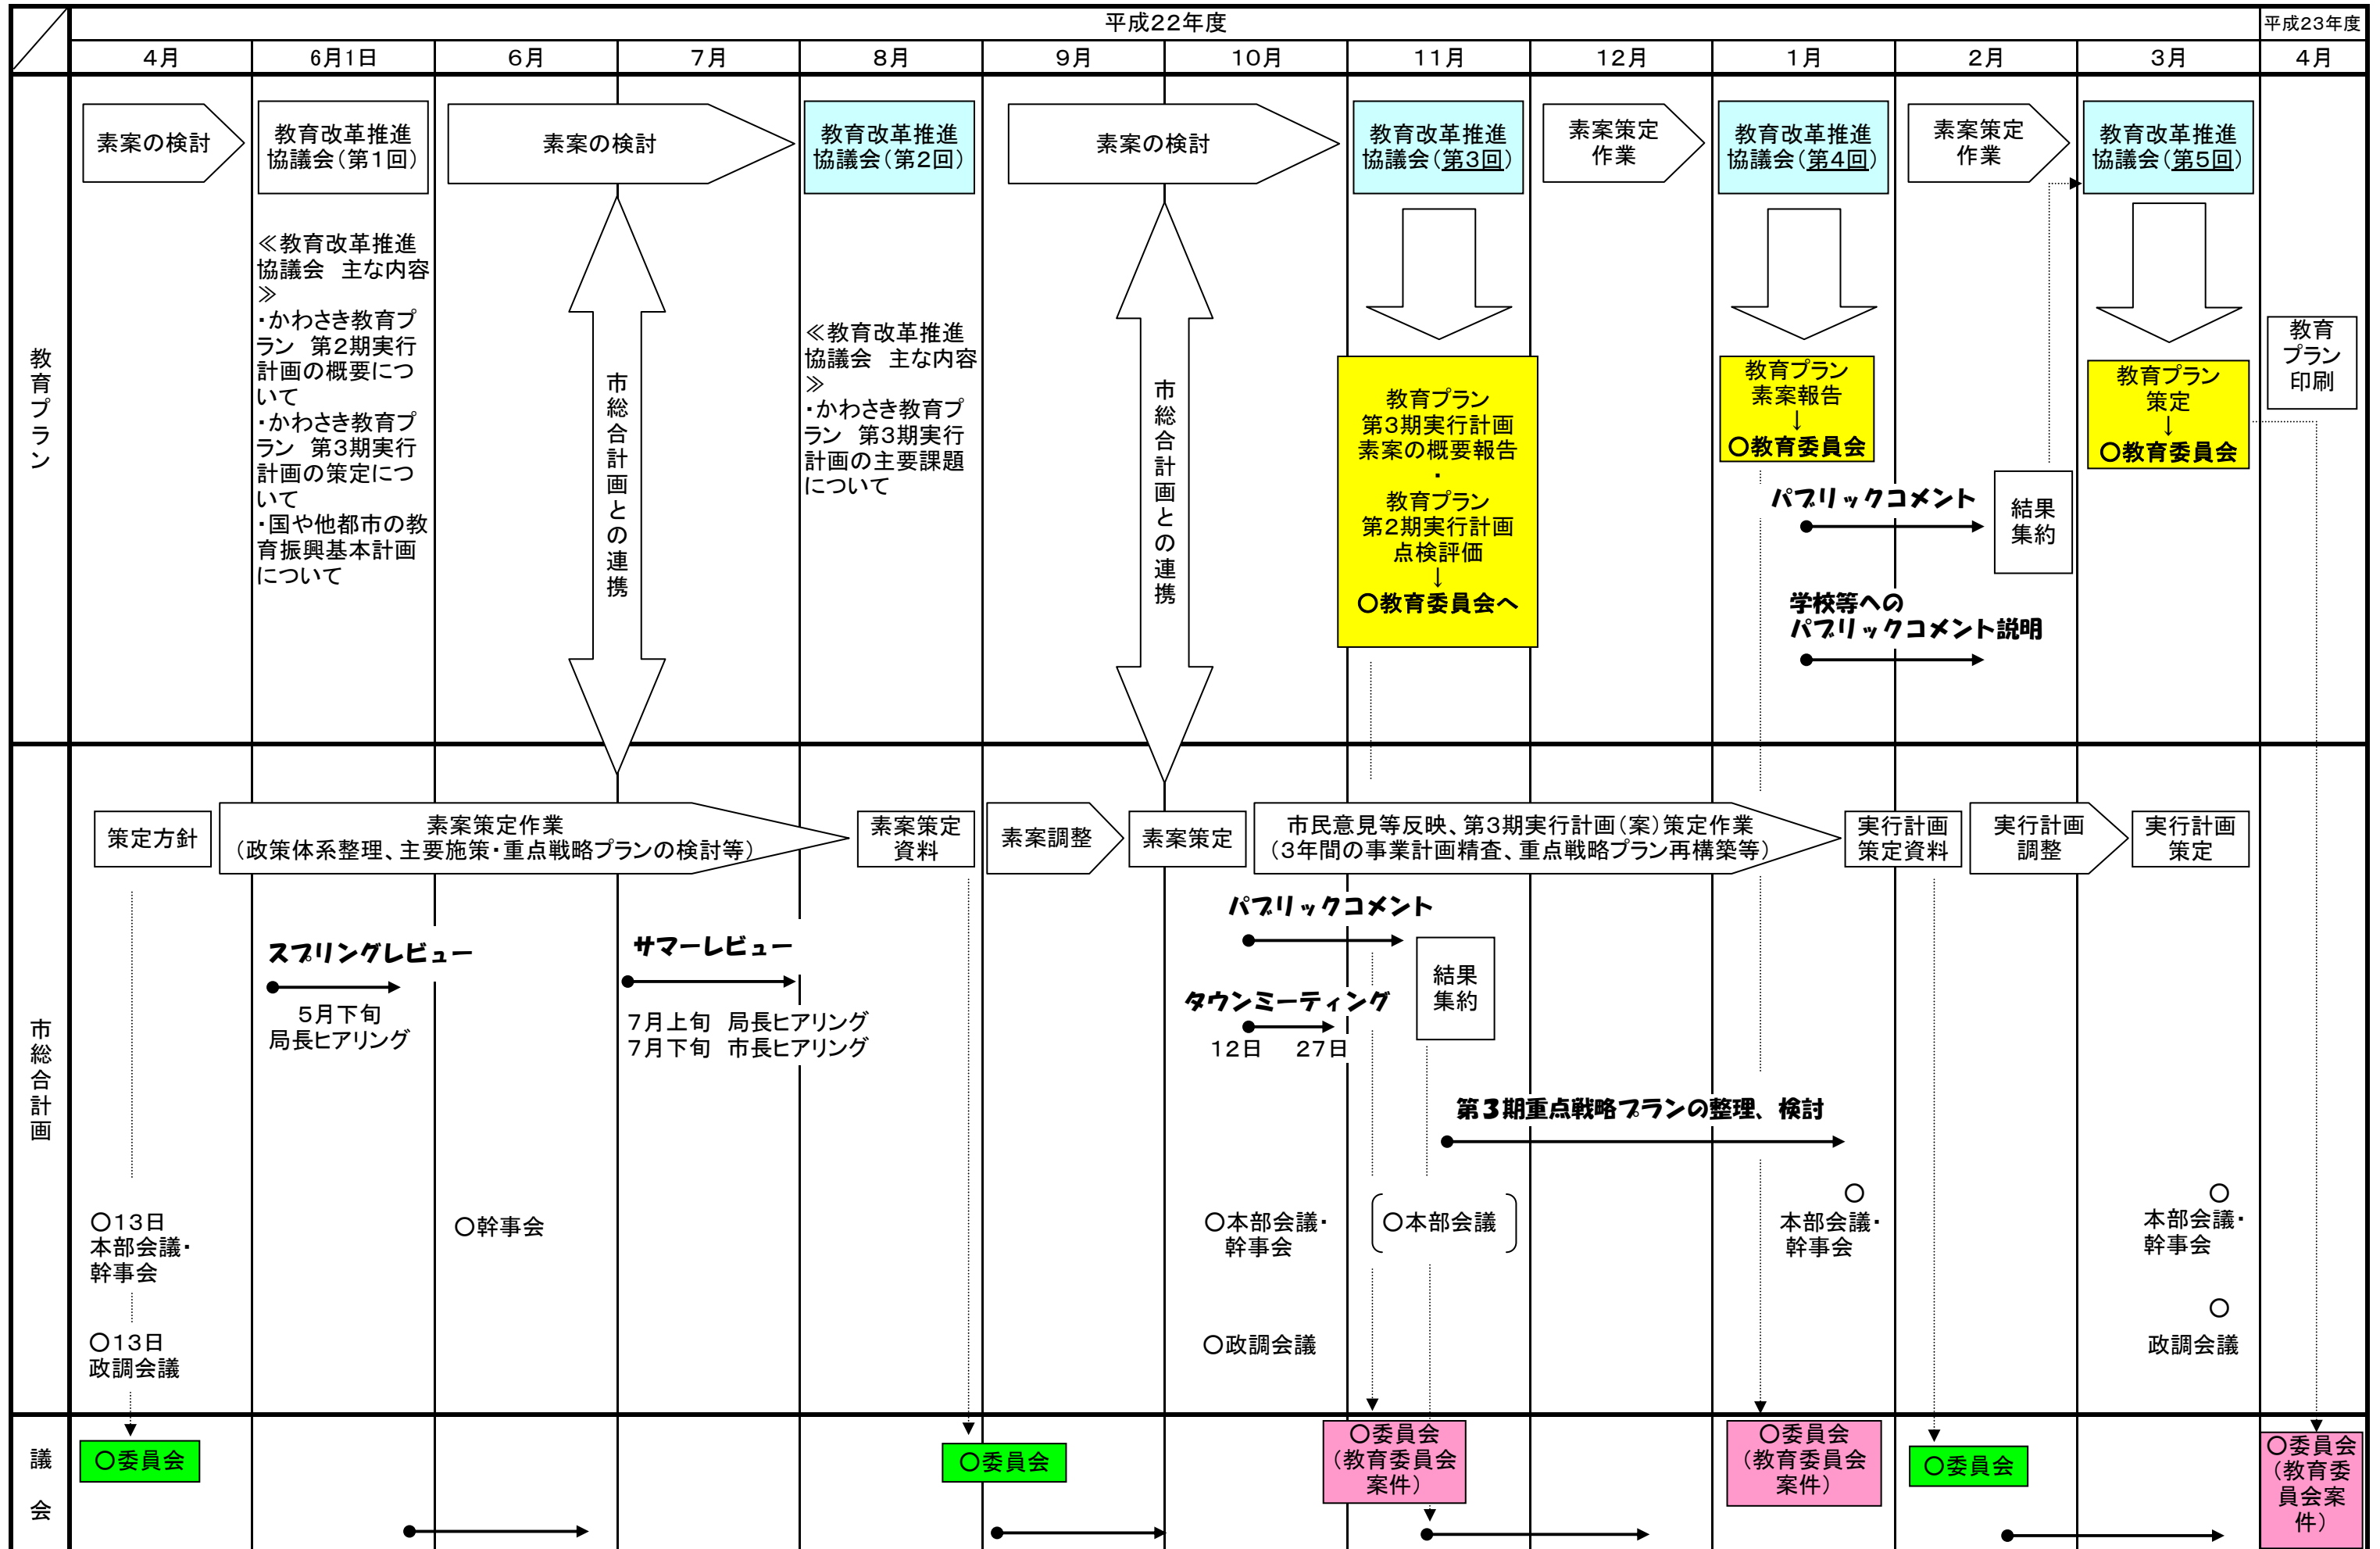 平成22年度
平成23年度
4月
6月1日
6月
7月
8月
9月
10月
11月
12月
1月
2月
3月
4月
教育プラン
素案の検討
教育改革推進
協議会(第1回)
素案の検討
教育改革推進
協議会(第2回)
素案の検討
教育改革推進
協議会(第3回)
素案策定
作業
教育改革推進
協議会(第4回)
素案策定
作業
教育改革推進
協議会(第5回)
≪教育改革推進
協議会 主な内容
≫
・かわさき教育プ
ラン 第2期実行
計画の概要につ
いて
・かわさき教育プ
ラン 第3期実行
計画の策定につ
いて
・国や他都市の教
育振興基本計画
について
市総合計画との連携
≪教育改革推進
協議会 主な内容
≫
・かわさき教育プ
ラン 第3期実行
計画の主要課題
について
市総合計画との連携
教育プラン
第3期実行計画
素案の概要報告
・
教育プラン
第2期実行計画
点検評価
↓
○教育委員会へ
教育プラン
素案報告
↓
○教育委員会
パブリックコメント
結果
集約
学校等への
パブリックコメント説明
教育プラン
策定
↓
○教育委員会
教育
プラン
印刷
市総合計画
策定方針
素案策定作業
(政策体系整理、主要施策・重点戦略プランの検討等)
素案策定
資料
素案調整
素案策定
市民意見等反映、第3期実行計画(案)策定作業
(3年間の事業計画精査、重点戦略プラン再構築等)
実行計画
策定資料
実行計画
調整
実行計画
策定
スプリングレビュー
5月下旬
局長ヒアリング
サマーレビュー
7月上旬 局長ヒアリング
7月下旬 市長ヒアリング
パブリックコメント
結果
集約
タウンミーティング
12日 27日
第3期重点戦略プランの整理、検討
○13日
本部会議・
幹事会
○幹事会
○本部会議・
幹事会
○本部会議
○
本部会議・
幹事会
○
本部会議・
幹事会
○13日
政調会議
○政調会議
○
政調会議
議会
○委員会
○委員会
○委員会
(教育委員会
案件)
○委員会
(教育委員会
案件)
○委員会
○委員会
(教育委
員会案
件)